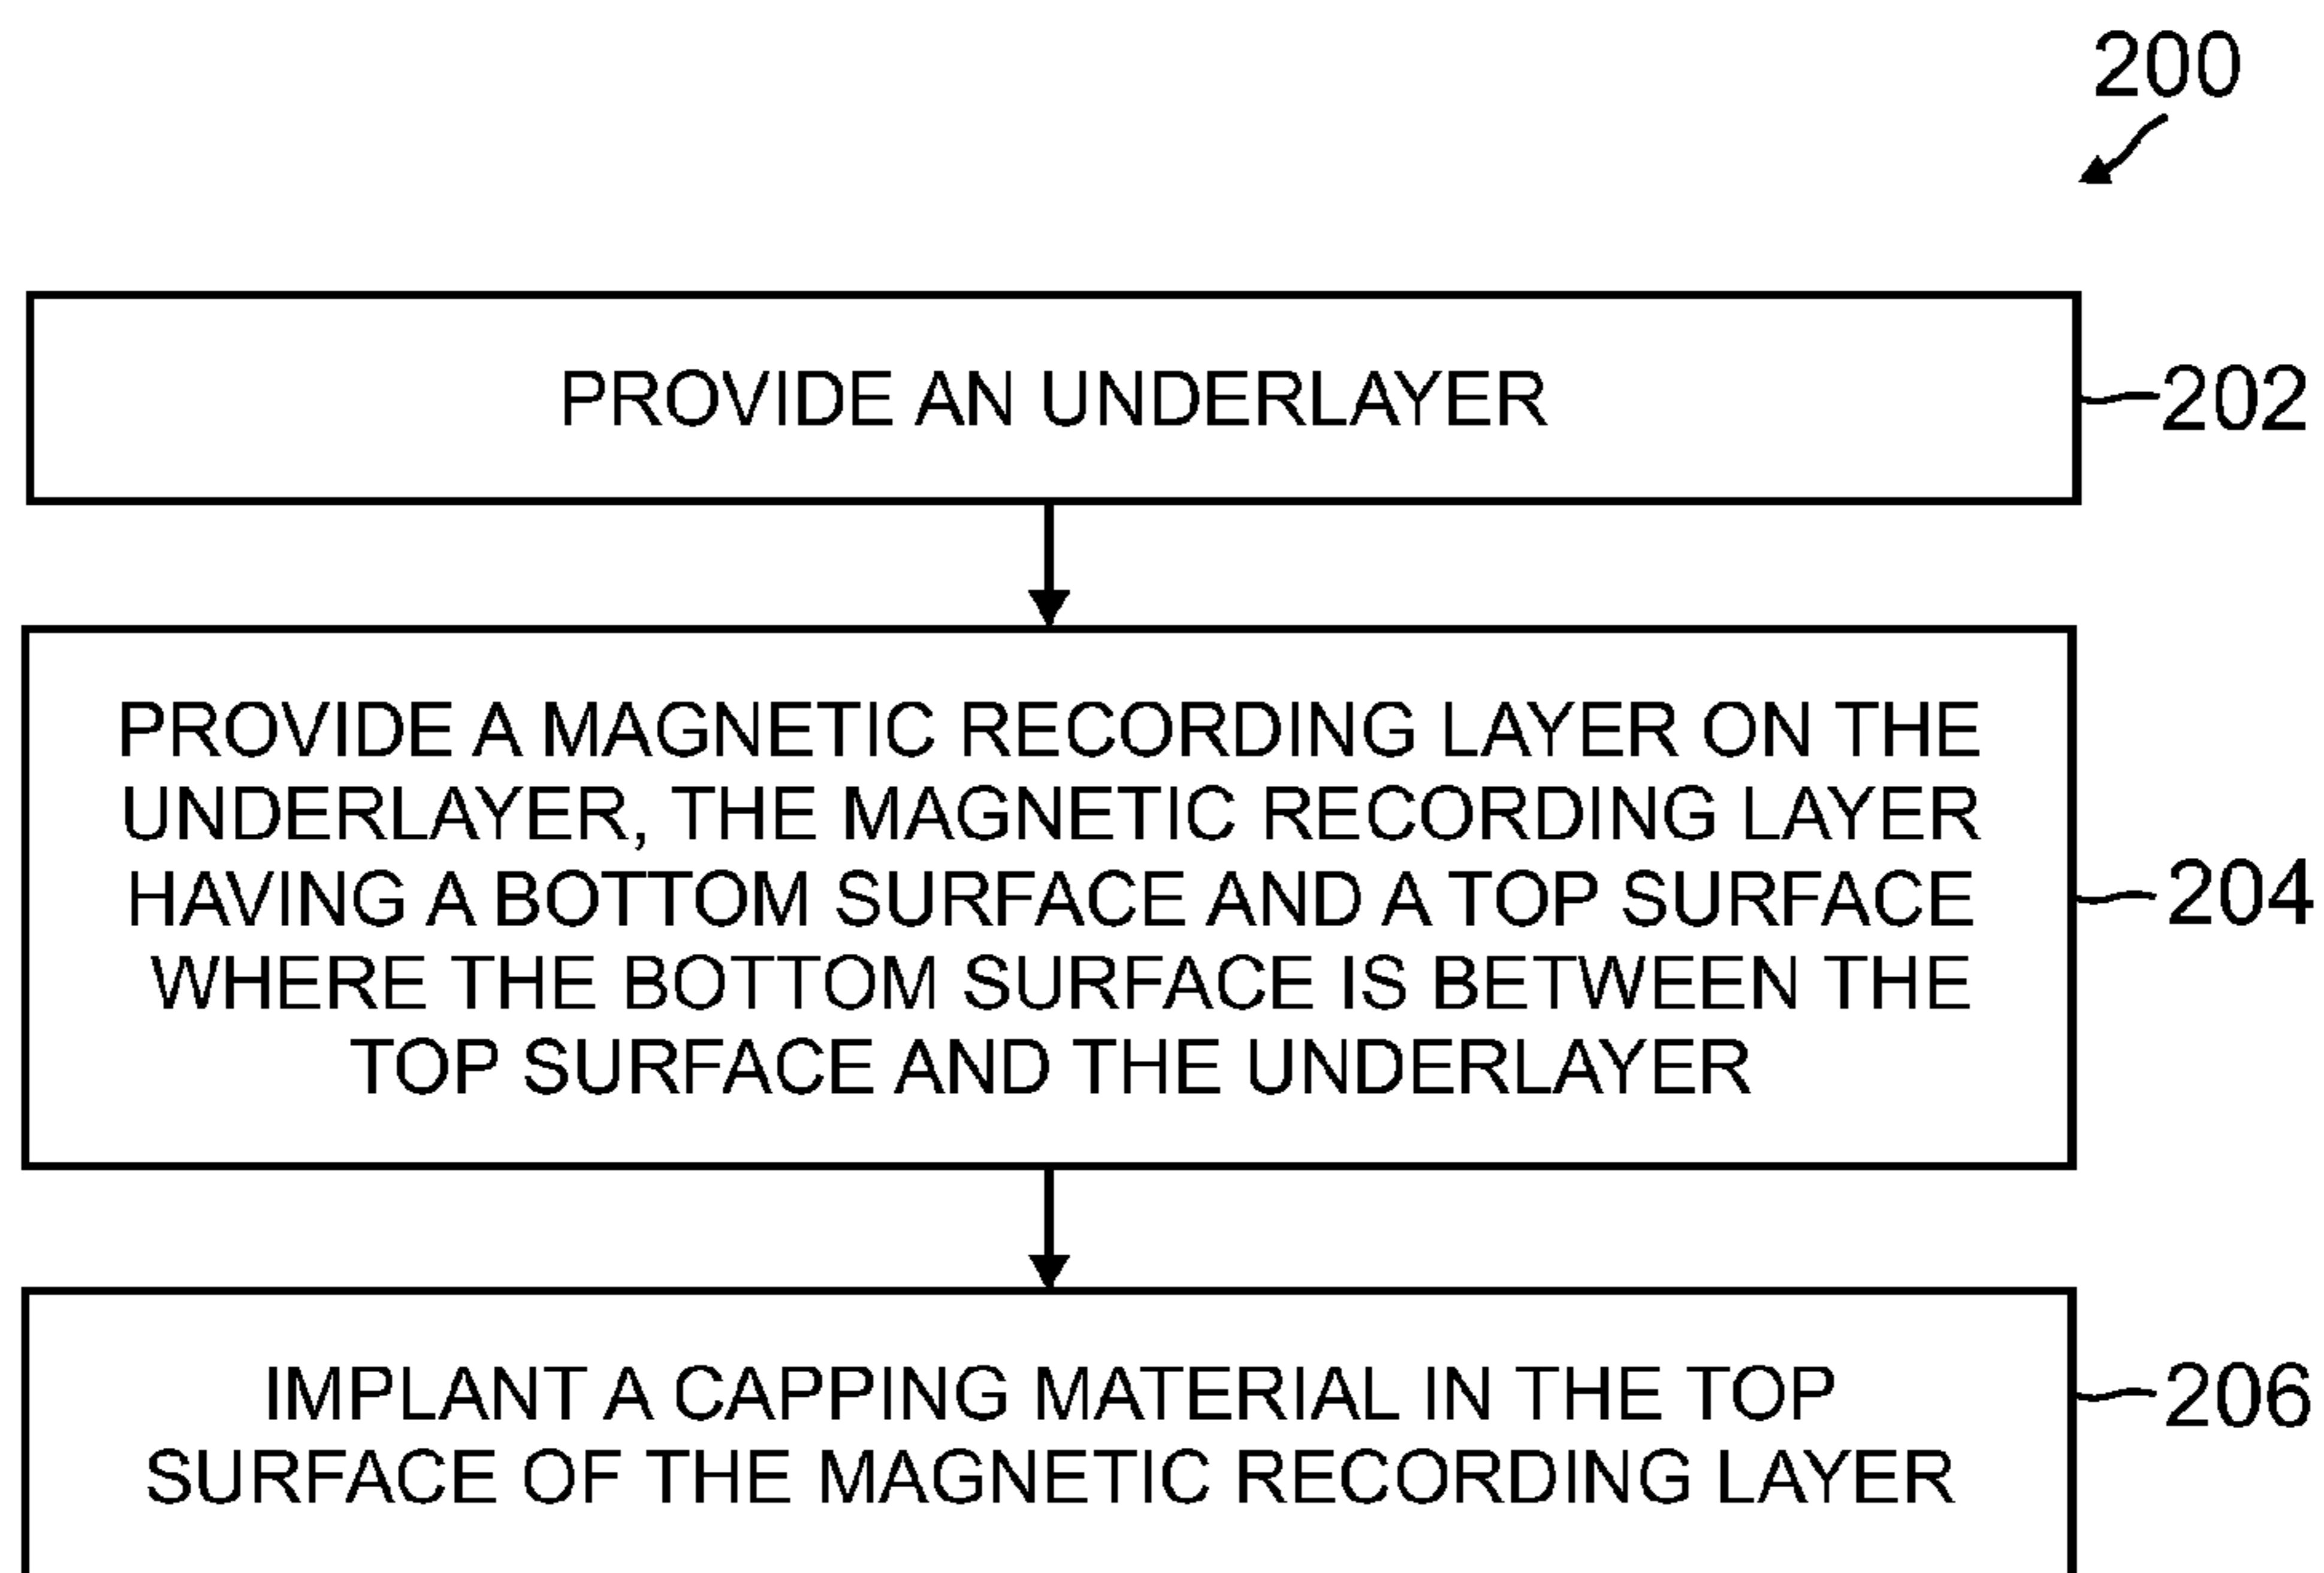 200
PROVIDE AN UNDERLAYER
202
PROVIDE A MAGNETIC RECORDING LAYER ON THE
UNDERLAYER, THE MAGNETIC RECORDING LAYER
HAVING A BOTTOM SURFACE AND A TOP SURFACE
WHERE THE BOTTOM SURFACE IS BETWEEN THE
TOP SURFACE AND THE UNDERLAYER
204
IMPLANT A CAPPING MATERIAL IN THE TOP
SURFACE OF THE MAGNETIC RECORDING LAYER
206